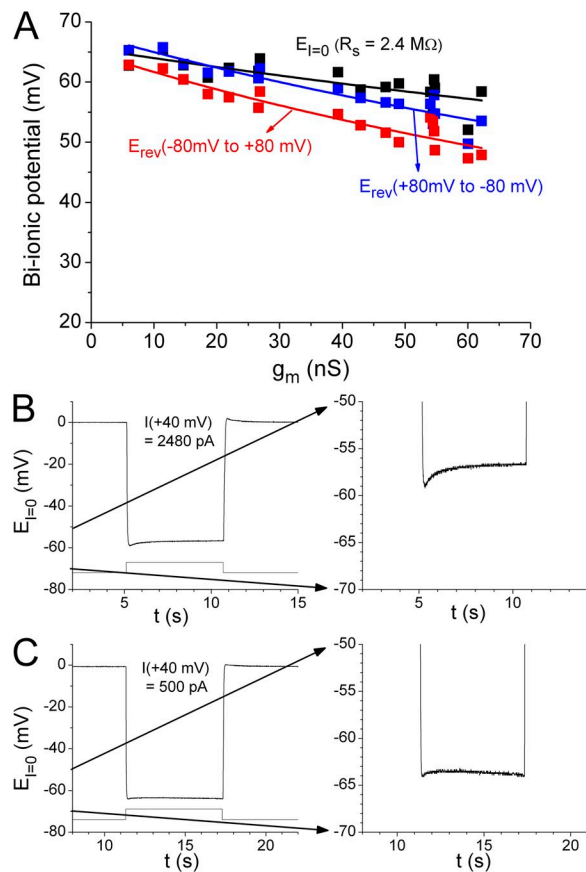 A
70
60
50
40
30
20
Bi-ionic potential (mV)
E_I=0 (R_s = 2.4 MΩ)
E_rev(-80mV to +80 mV)
E_rev(+80mV to -80 mV)
0 10 20 30 40 50 60 70
g_m (nS)
B
0
-20
-40
-60
-80
E_I=0 (mV)
I(+40 mV)
= 2480 pA
5 10 15
t (s)
-50
-55
-60
-65
-70
5 10
t (s)
C
0
-20
-40
-60
-80
E_I=0 (mV)
I(+40 mV)
= 500 pA
10 15 20
t (s)
-50
-55
-60
-65
-70
10 15 20
t (s)